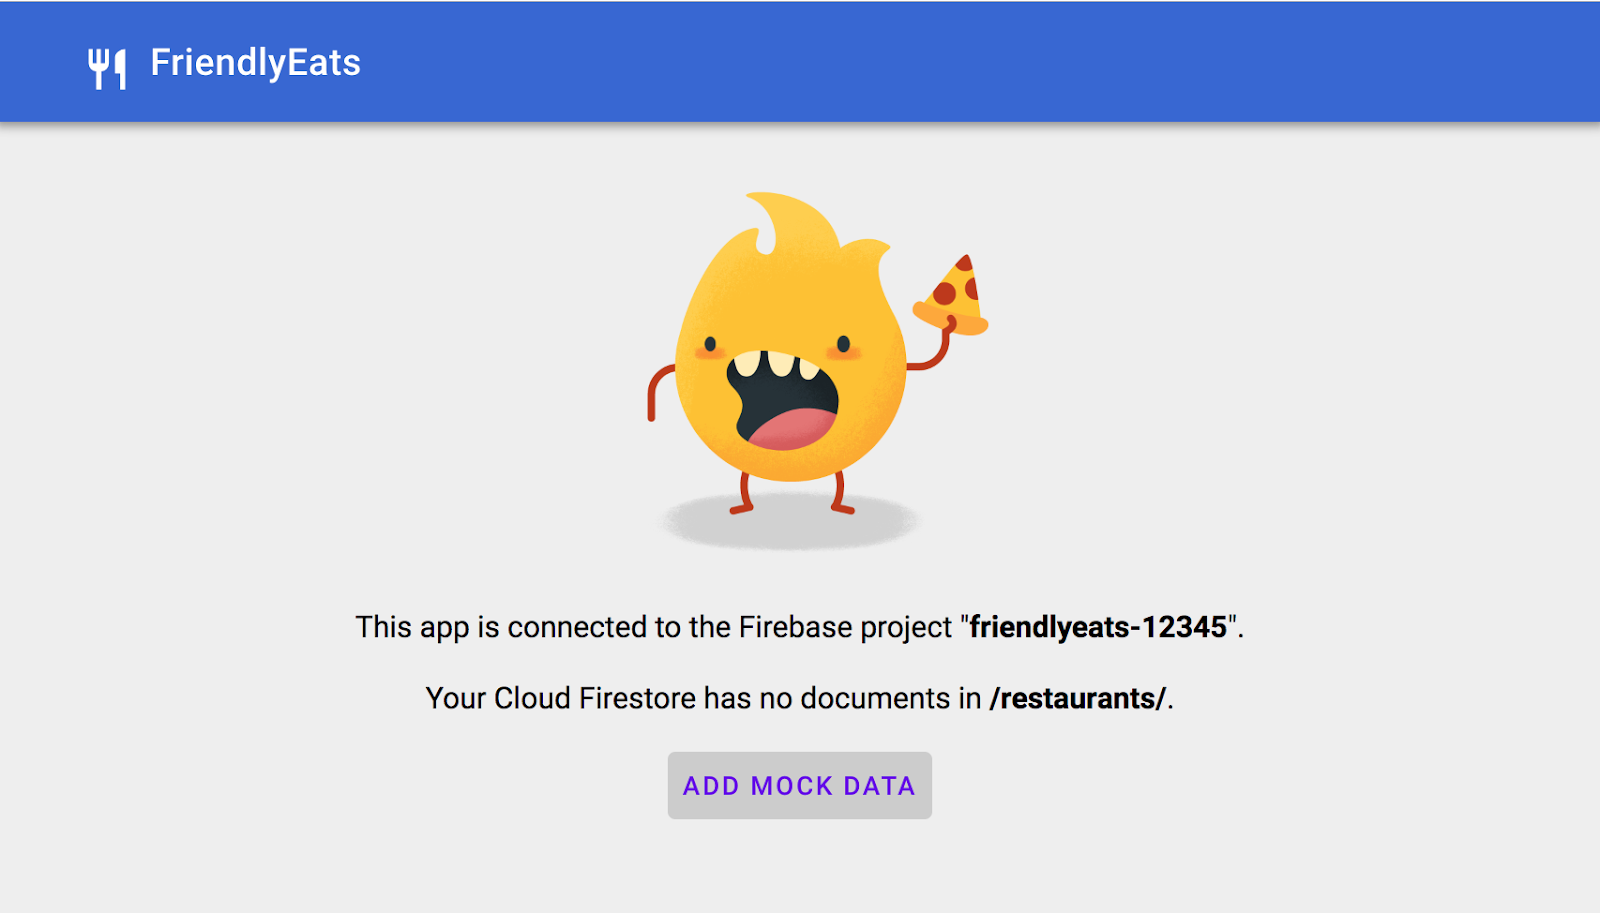 FriendlyEats
This app is connected to the Firebase project "friendlyeats-12345".
Your Cloud Firestore has no documents in /restaurants/.
ADD MOCK DATA